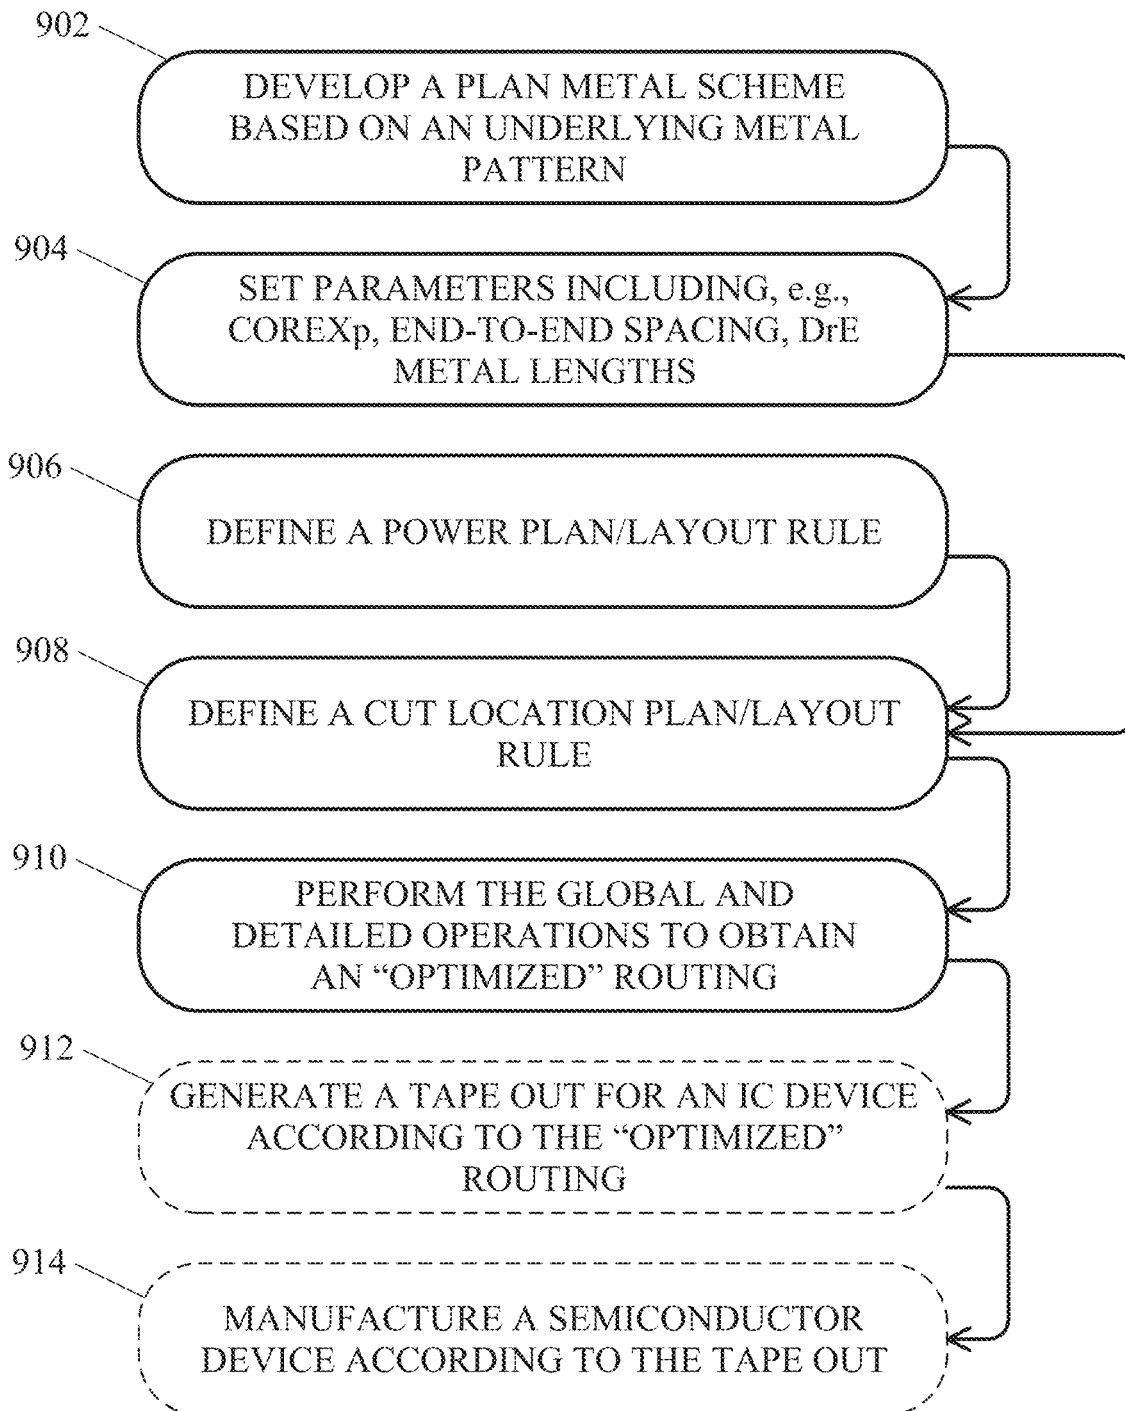 902
DEVELOP A PLAN METAL SCHEME
BASED ON AN UNDERLYING METAL
PATTERN
904
SET PARAMETERS INCLUDING, e.g.,
COREXp, END-TO-END SPACING, DrE
METAL LENGTHS
906
DEFINE A POWER PLAN/LAYOUT RULE
908
DEFINE A CUT LOCATION PLAN/LAYOUT
RULE
910
PERFORM THE GLOBAL AND
DETAILED OPERATIONS TO OBTAIN
AN “OPTIMIZED” ROUTING
912
GENERATE A TAPE OUT FOR AN IC DEVICE
ACCORDING TO THE “OPTIMIZED”
ROUTING
914
MANUFACTURE A SEMICONDUCTOR
DEVICE ACCORDING TO THE TAPE OUT